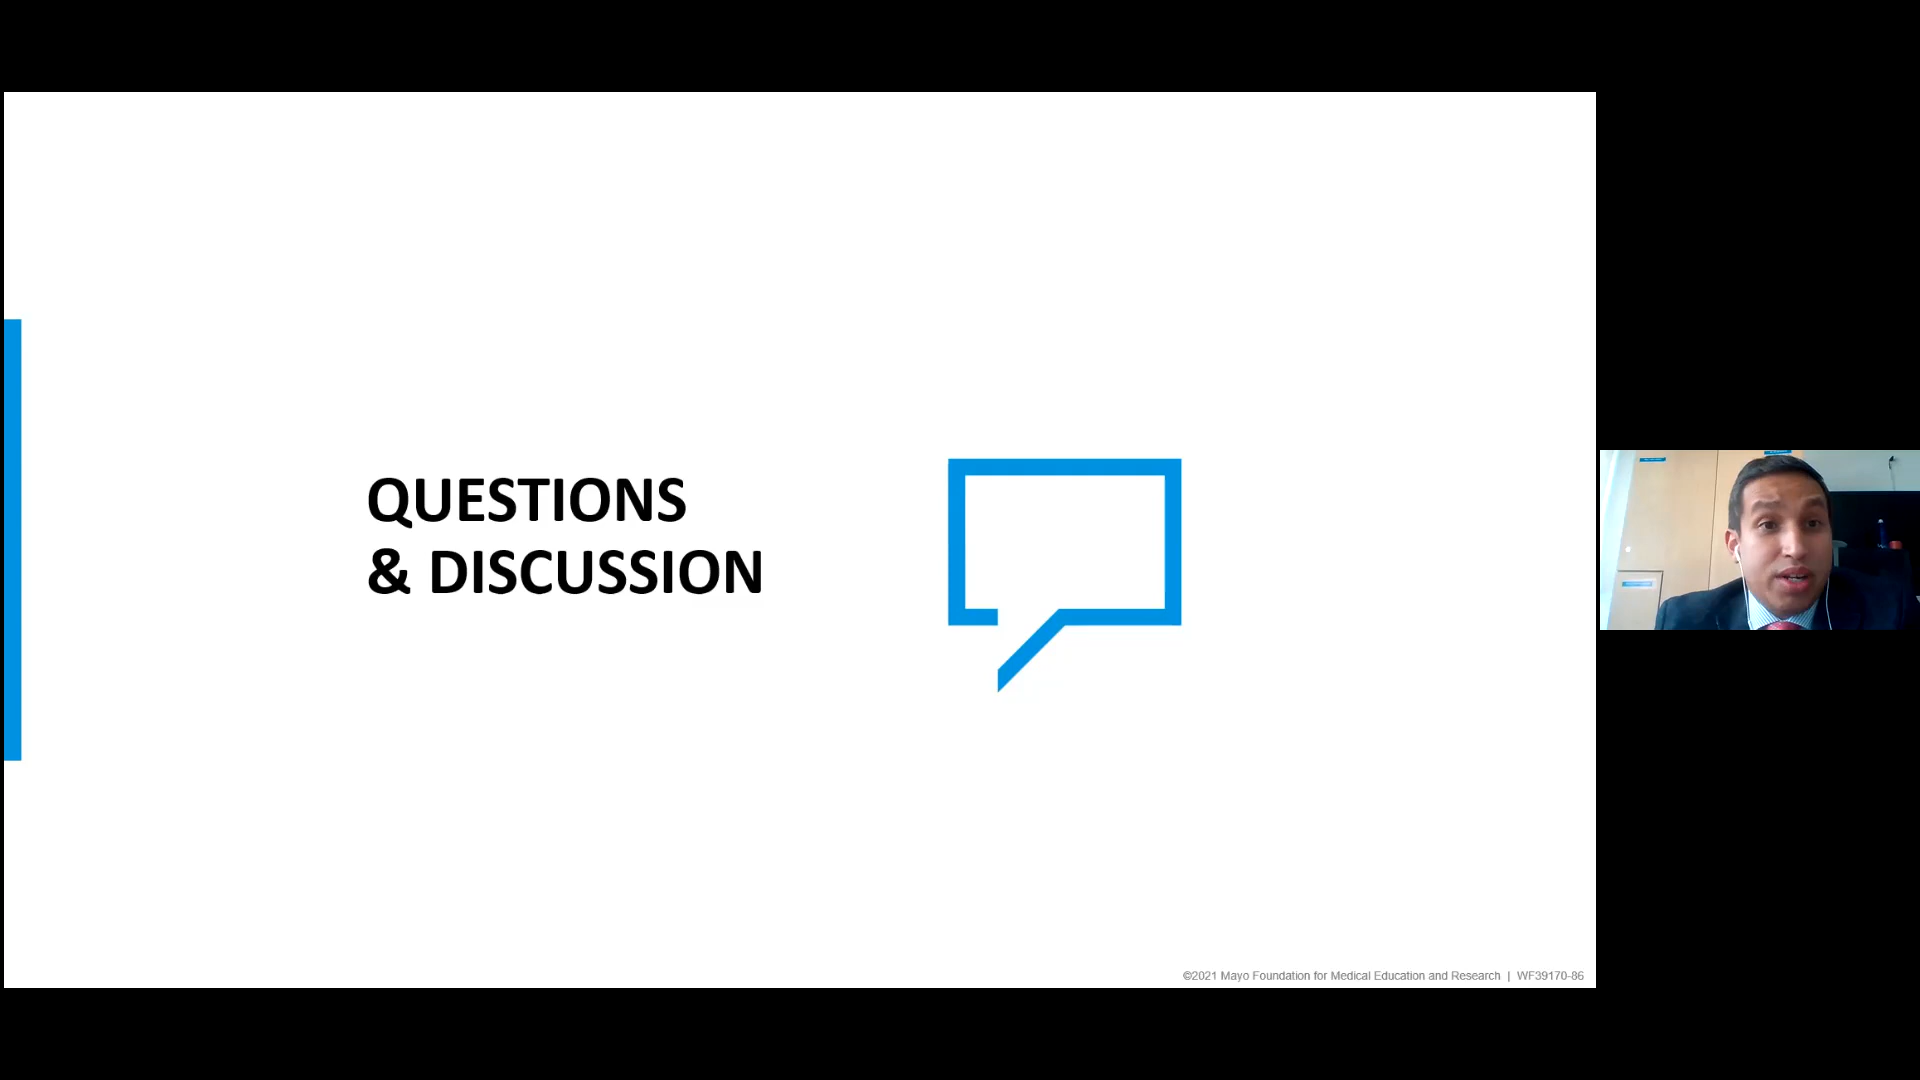 QUESTIONS
& DISCUSSION
©2021 Mayo Foundation for Medical Education and Research | WF39170-86